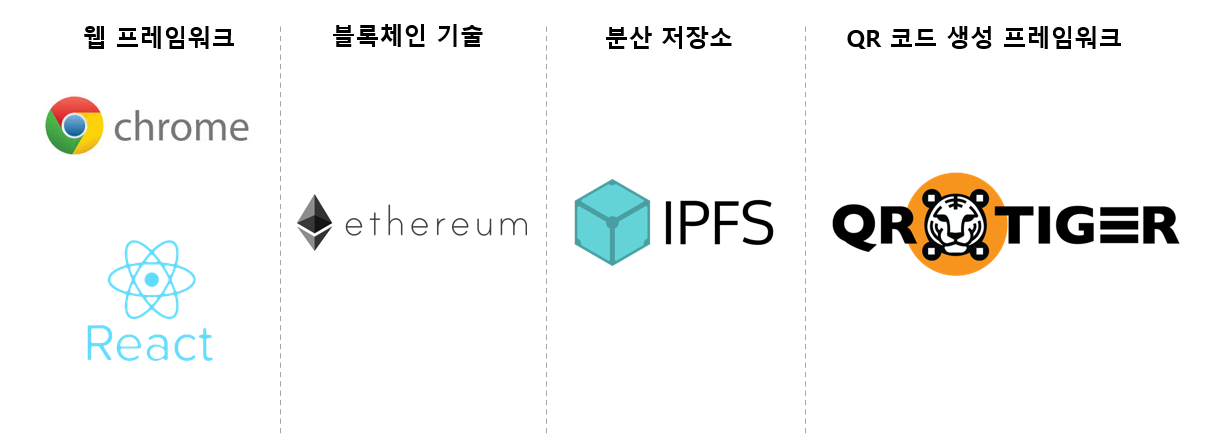 웹 프레임워크
블록체인 기술
분산 저장소
QR 코드 생성 프레임워크
chrome
React
ethereum
IPFS
QR TIGER